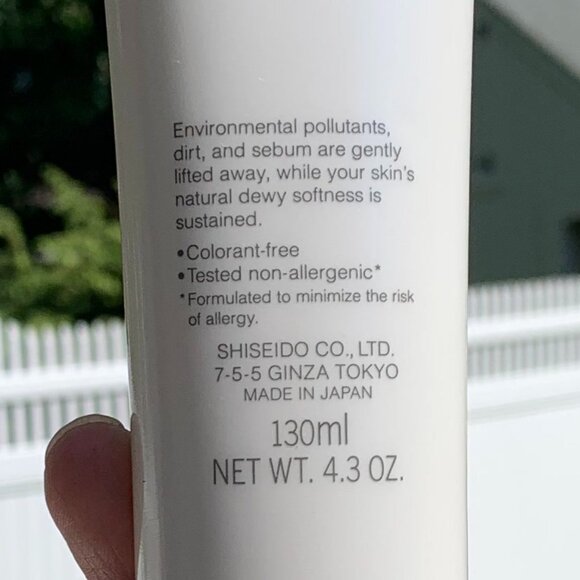 Environmental pollutants,
dirt, and sebum are gently
lifted away, while your skin's
natural dewy softness is
sustained.
•Colorant-free
•Tested non-allergenic*
*Formulated to minimize the risk
of allergy.
SHISEIDO CO., LTD.
7-5-5 GINZA TOKYO
MADE IN JAPAN
130ml
NET WT. 4.3 OZ.